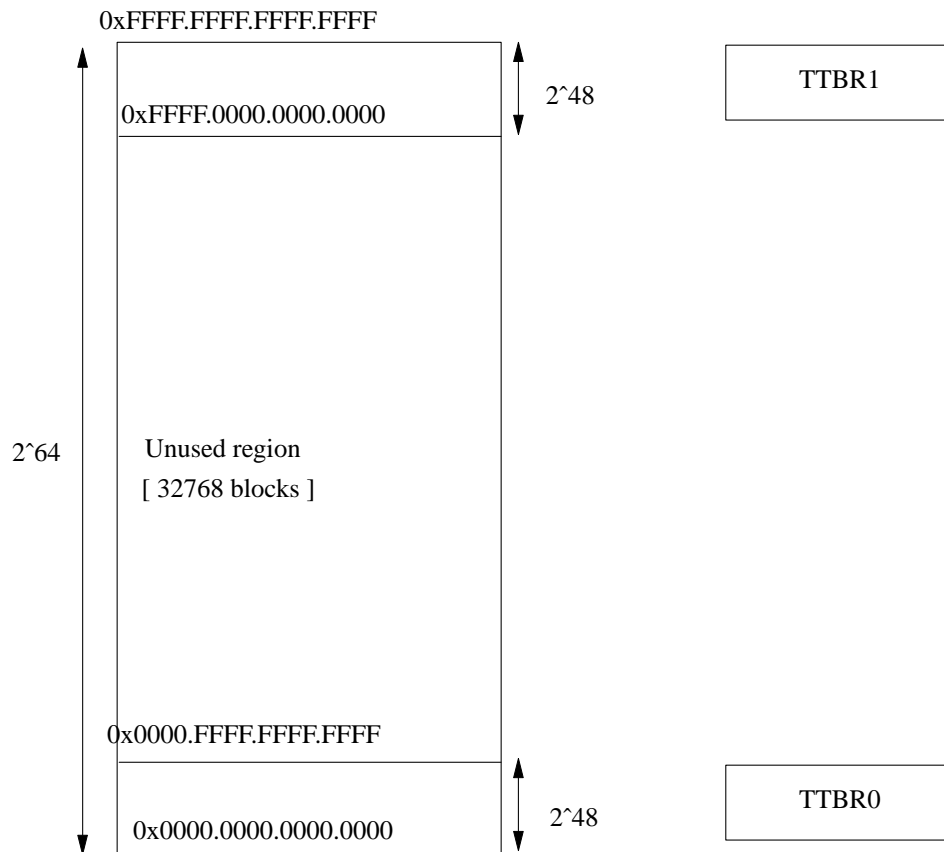 0xFFFF.FFFF.FFFF.FFFF
TTBR1
2^48
0xFFFF.0000.0000.0000
2^64
Unused region
[ 32768 blocks ]
0x0000.FFFF.FFFF.FFFF
TTBR0
2^48
0x0000.0000.0000.0000